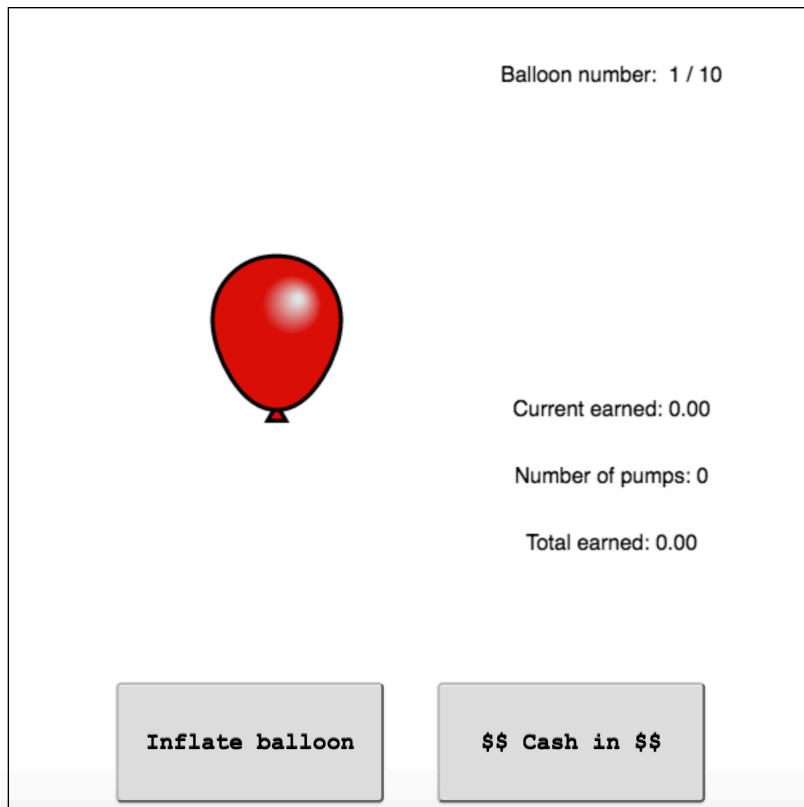 Balloon number:  1 / 10
Current earned: 0.00
Number of pumps: 0
Total earned: 0.00
Inflate balloon
$$ Cash in $$